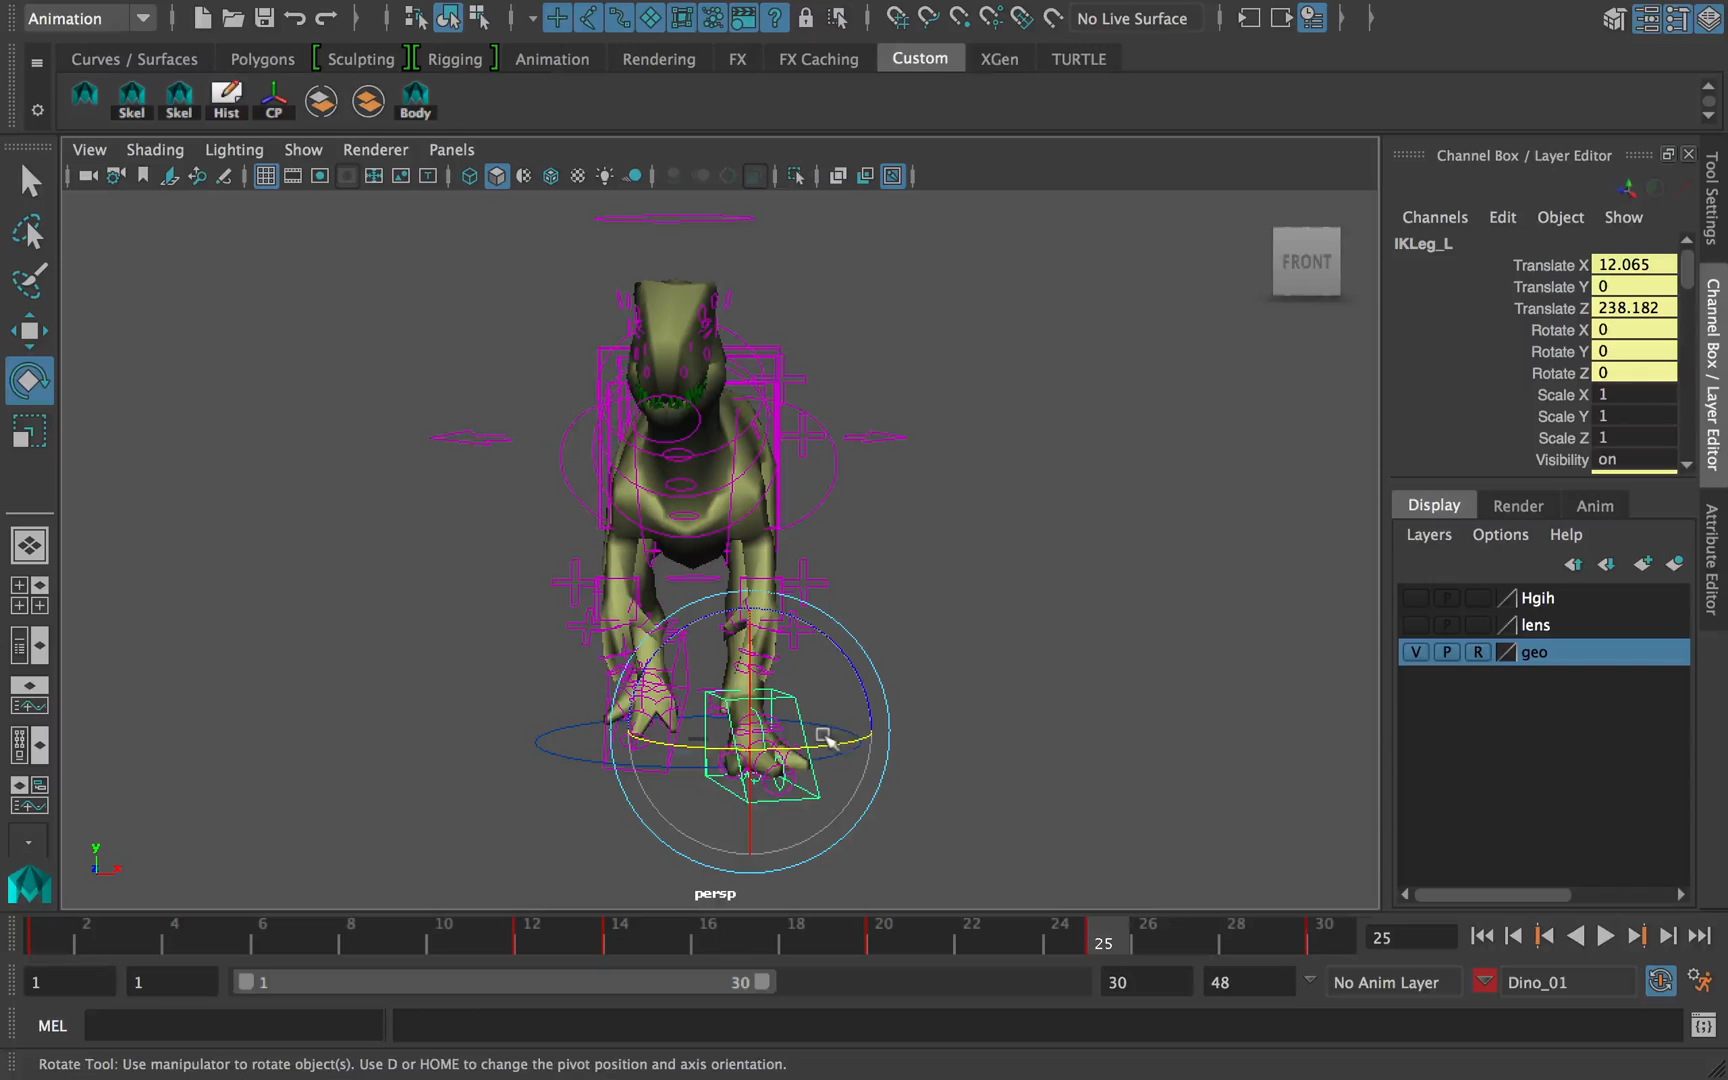 Animation
No Live Surface
Curves / Surfaces
Polygons
Sculpting
Rigging
Animation
Rendering
FX
FX Caching
Custom
XGen
TURTLE
Skel
Skel
Hist
CP
Body
View
Shading
Lighting
Show
Renderer
Panels
FRONT
persp
y
z
x
Channel Box / Layer Editor
Channels
Edit
Object
Show
IKLeg_L
Translate X 12.065
Translate Y 0
Translate Z 238.182
Rotate X 0
Rotate Y 0
Rotate Z 0
Scale X 1
Scale Y 1
Scale Z 1
Visibility on
Display
Render
Anim
Layers
Options
Help
P Hgih
P lens
V P R geo
Tool Settings
Channel Box / Layer Editor
Attribute Editor
2 4 6 8 10 12 14 16 18 20 22 24 25 26 28 30
25
1
1
1
30
30
48
No Anim Layer
Dino_01
MEL
Rotate Tool: Use manipulator to rotate object(s). Use D or HOME to change the pivot position and axis orientation.